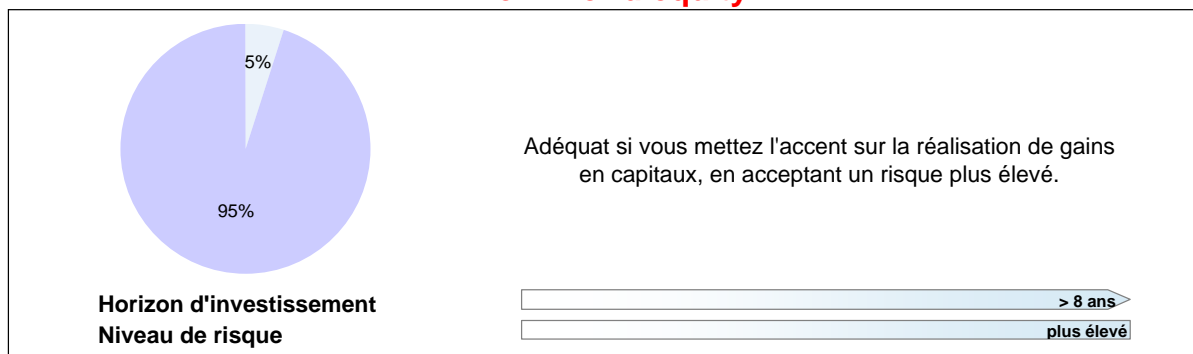 equity
5%
95%
Adéquat si vous mettez l'accent sur la réalisation de gains
en capitaux, en acceptant un risque plus élevé.
Horizon d'investissement
> 8 ans
Niveau de risque
plus élevé